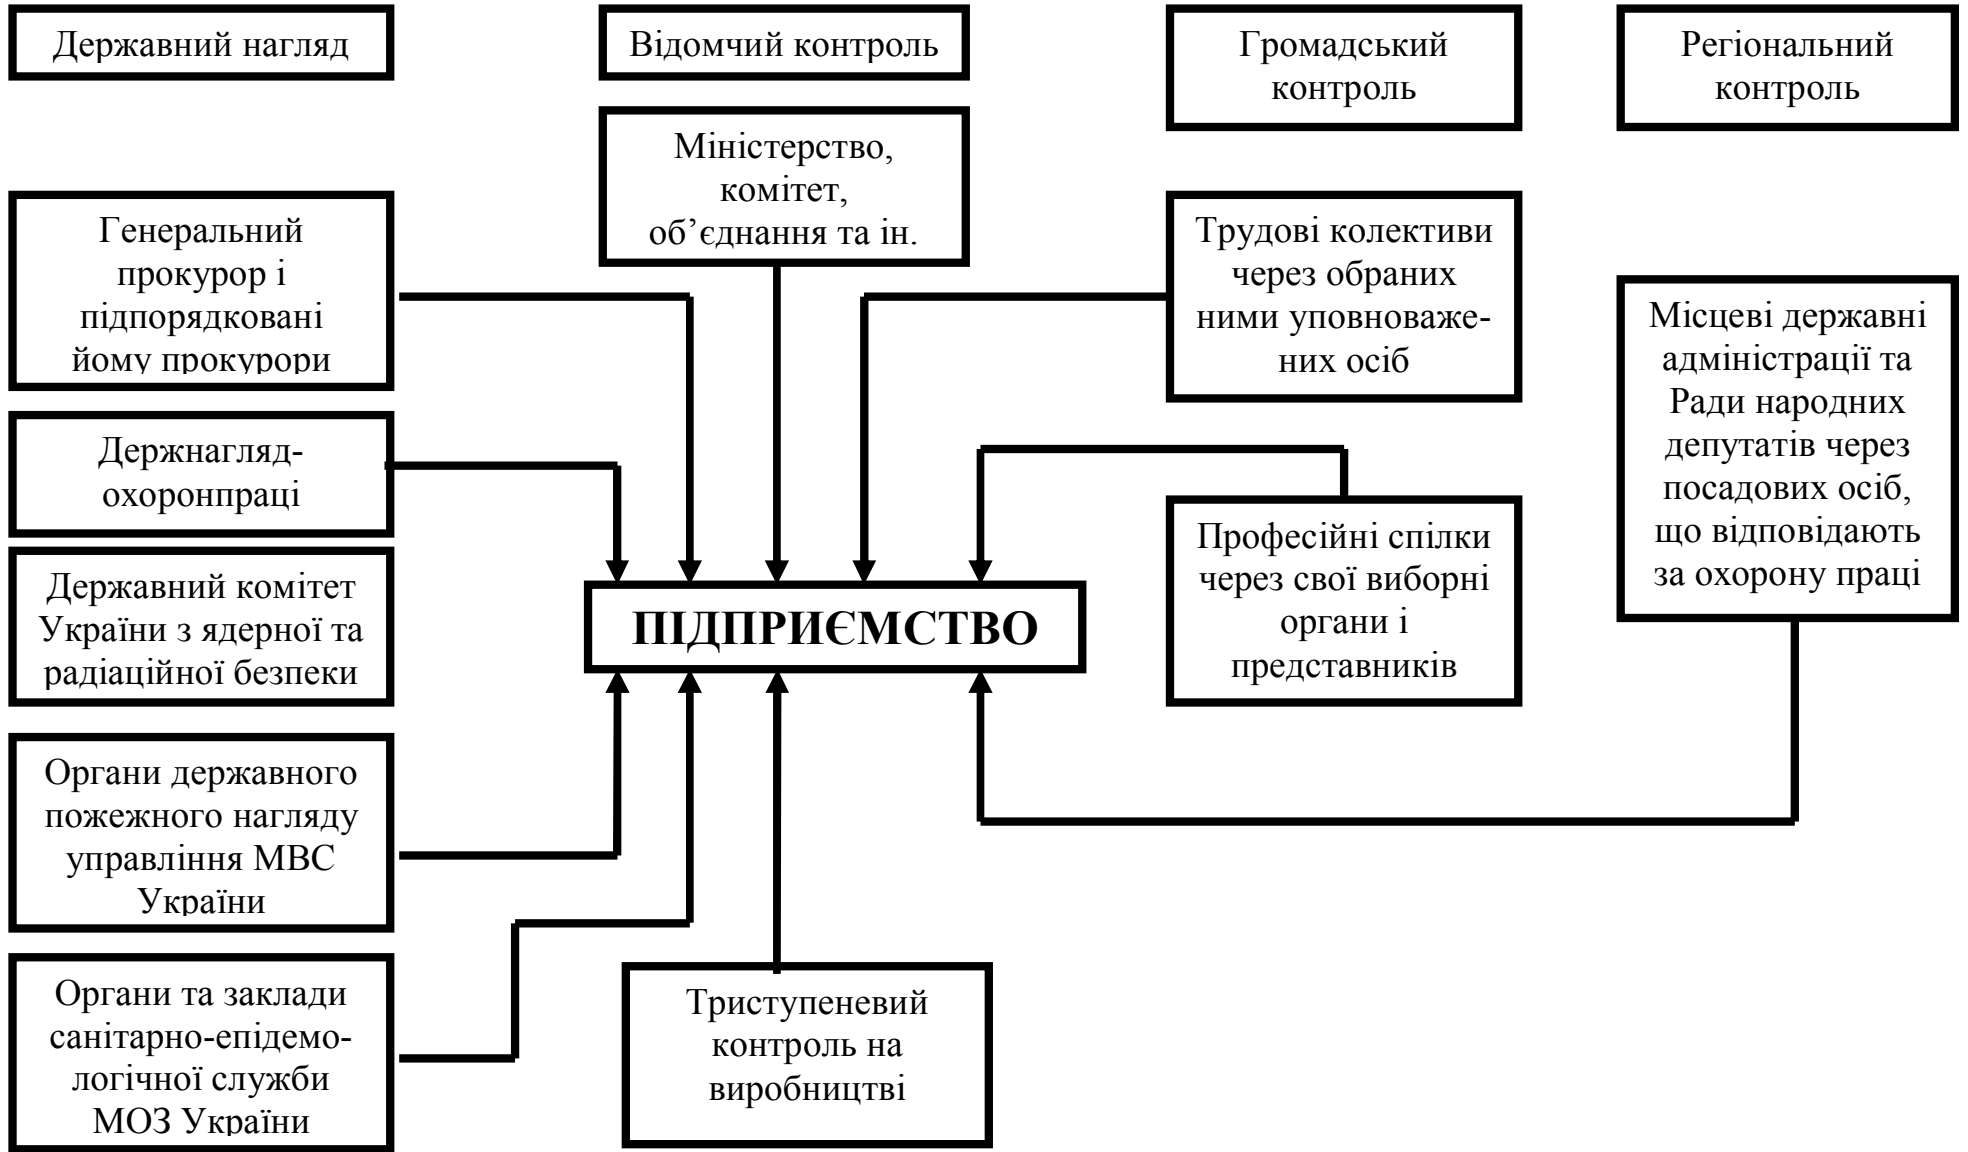 Державний нагляд
Відомчий контроль
Громадський
контроль
Регіональний
контроль
Міністерство,
комітет,
об’єднання та ін.
Генеральний
прокурор і
підпорядковані
йому прокурори
Трудові колективи
через обраних
ними уповноваже-
них осіб
Місцеві державні
адміністрації та
Ради народних
депутатів через
посадових осіб,
що відповідають
за охорону праці
Держнагляд-
охоронпраці
Професійні спілки
через свої виборні
органи і
представників
Державний комітет
України з ядерної та
радіаційної безпеки
ПІДПРИЄМСТВО
Органи державного
пожежного нагляду
управління МВС
України
Органи та заклади
санітарно-епідемо-
логічної служби
МОЗ України
Триступеневий
контроль на
виробництві